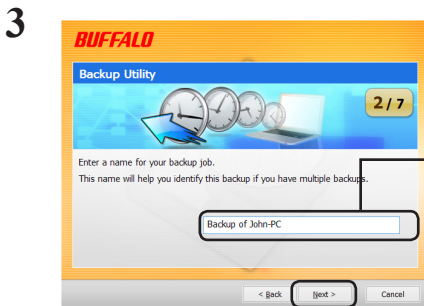 3
BUFFALO
Backup Utility
2 / 7
Enter a name for your backup job.
This name will help you identify this backup if you have multiple backups.
Backup of John-PC
< Back
Next >
Cancel